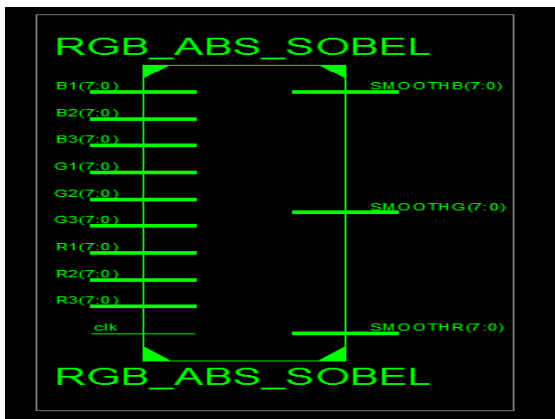 RGB_ABS_SOBEL
B1(7:0)
SMOOTHB(7:0)
B2(7:0)
B3(7:0)
G1(7:0)
G2(7:0)
SMOOTHG(7:0)
G3(7:0)
R1(7:0)
R2(7:0)
R3(7:0)
clk
SMOOTHR(7:0)
RGB_ABS_SOBEL